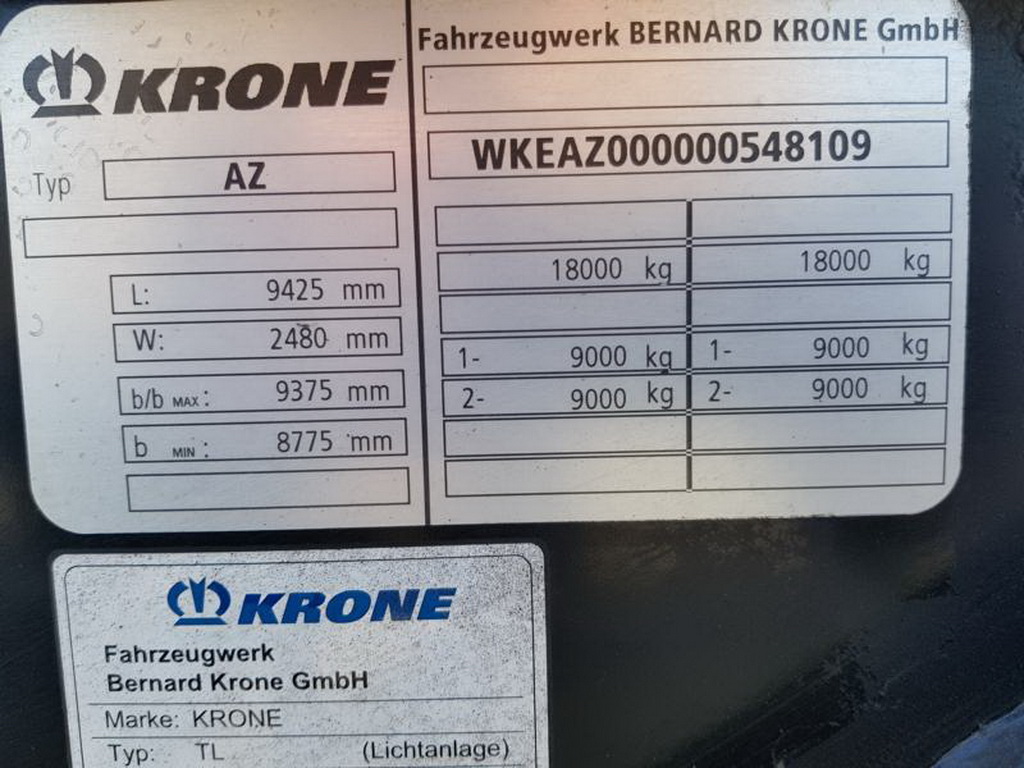 KRONE
Typ AZ
L: 9425 mm
W: 2480 mm
b/b MAX: 9375 mm
b MIN: 8775 mm
Fahrzeugwerk BERNARD KRONE GmbH
WKEAZ000000548109
18000 kg 18000 kg
1- 9000 kg 1- 9000 kg
2- 9000 kg 2- 9000 kg
KRONE
Fahrzeugwerk
Bernard Krone GmbH
Marke: KRONE
Typ: TL (Lichtanlage)